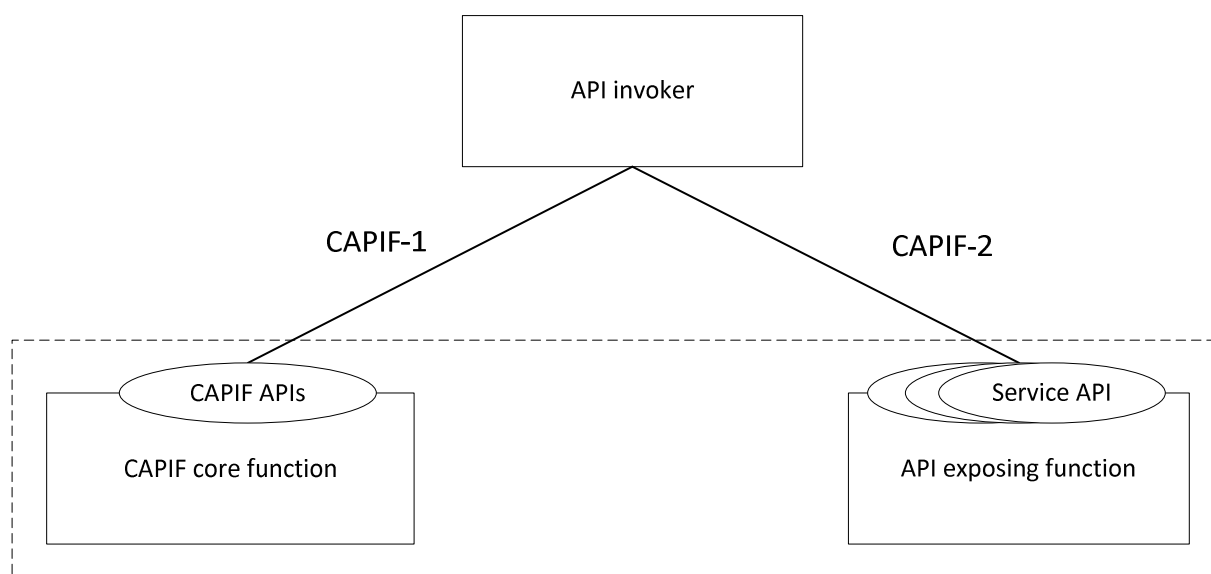 API invoker
CAPIF-1
CAPIF-2
CAPIF APIs
Service API
CAPIF core function
API exposing function